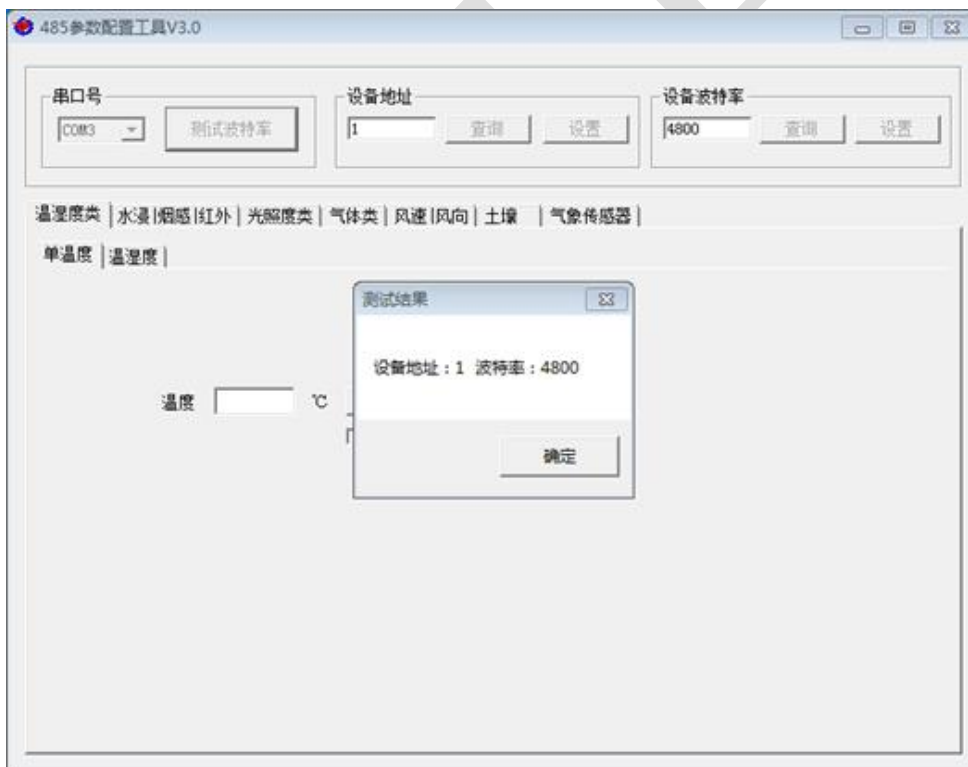 485参数配置工具V3.0
串口号
COM3
测试波特率
设备地址
1
查询
设置
设备波特率
4800
查询
设置
温湿度类 水浸|烟感|红外 光照度类 气体类 风速|风向 土壤 气象传感器
单温度 温湿度
测试结果
设备地址：1 波特率：4800
确定
温度 ℃